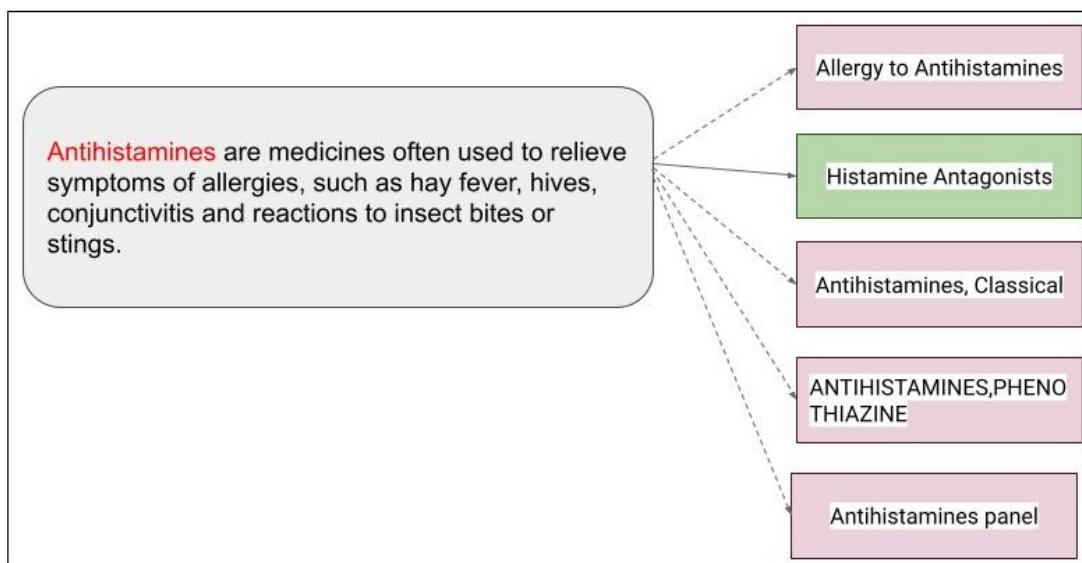 Antihistamines are medicines often used to relieve
symptoms of allergies, such as hay fever, hives,
conjunctivitis and reactions to insect bites or
stings.
Allergy to Antihistamines
Histamine Antagonists
Antihistamines, Classical
ANTIHISTAMINES,PHENO
THIAZINE
Antihistamines panel